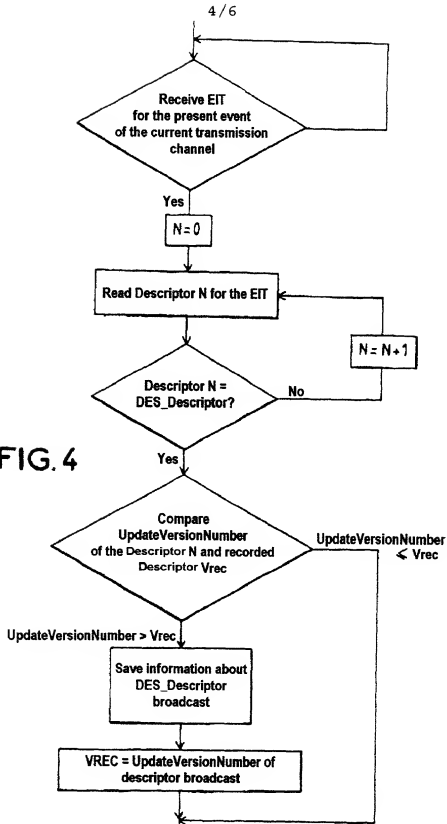 4/6
Receive EIT
for the present event
of the current transmission
channel
Yes
N=0
Read Descriptor N for the EIT
N=N+1
Descriptor N =
DES_Descriptor?
No
FIG. 4
Yes
Compare
UpdateVersionNumber
of the Descriptor N and recorded
Descriptor Vrec
UpdateVersionNumber
⩽ Vrec
UpdateVersionNumber > Vrec
Save information about
DES_Descriptor
broadcast
VREC = UpdateVersionNumber of
descriptor broadcast